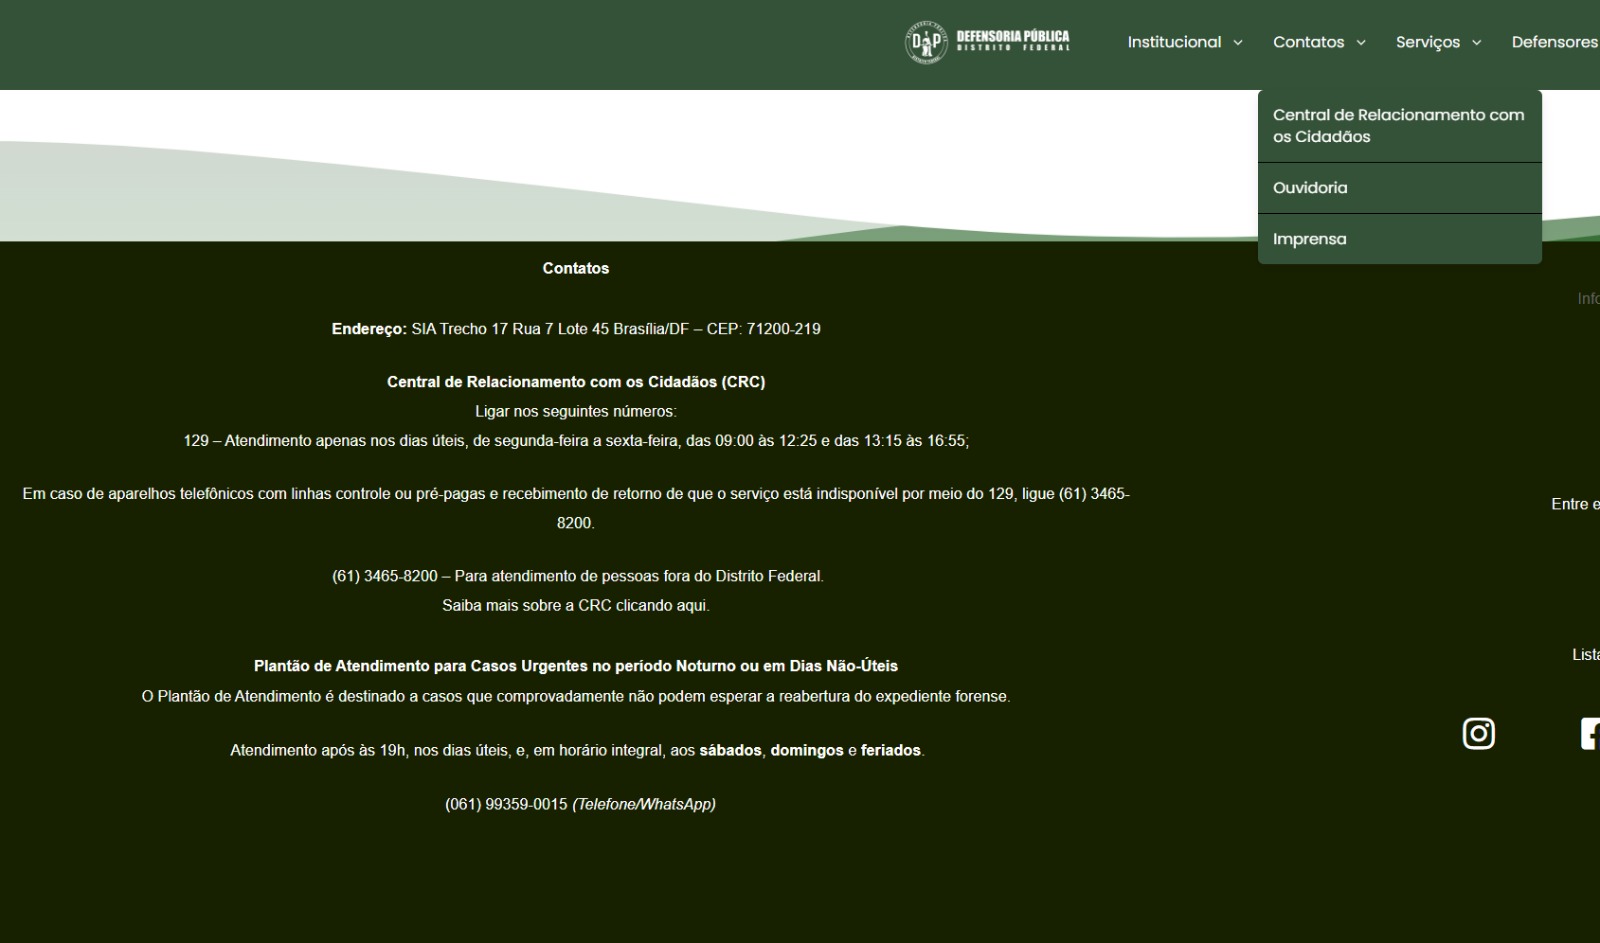 DEFENSORIA PÚBLICA
DISTRITO FEDERAL
Institucional
Contatos
Serviços
Defensores
Central de Relacionamento com
os Cidadãos
Ouvidoria
Imprensa
Contatos
Endereço: SIA Trecho 17 Rua 7 Lote 45 Brasília/DF – CEP: 71200-219
Central de Relacionamento com os Cidadãos (CRC)
Ligar nos seguintes números:
129 – Atendimento apenas nos dias úteis, de segunda-feira a sexta-feira, das 09:00 às 12:25 e das 13:15 às 16:55;
Em caso de aparelhos telefônicos com linhas controle ou pré-pagas e recebimento de retorno de que o serviço está indisponível por meio do 129, ligue (61) 3465-
8200.
(61) 3465-8200 – Para atendimento de pessoas fora do Distrito Federal.
Saiba mais sobre a CRC clicando aqui.
Plantão de Atendimento para Casos Urgentes no período Noturno ou em Dias Não-Úteis
O Plantão de Atendimento é destinado a casos que comprovadamente não podem esperar a reabertura do expediente forense.
Atendimento após às 19h, nos dias úteis, e, em horário integral, aos sábados, domingos e feriados.
(061) 99359-0015 (Telefone/WhatsApp)
Entre